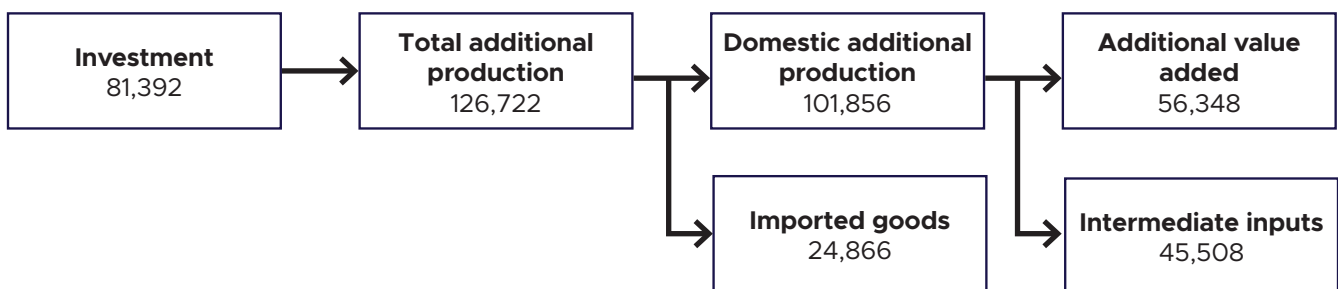 Investment
81,392
Total additional
production
126,722
Domestic additional
production
101,856
Additional value
added
56,348
Imported goods
24,866
Intermediate inputs
45,508